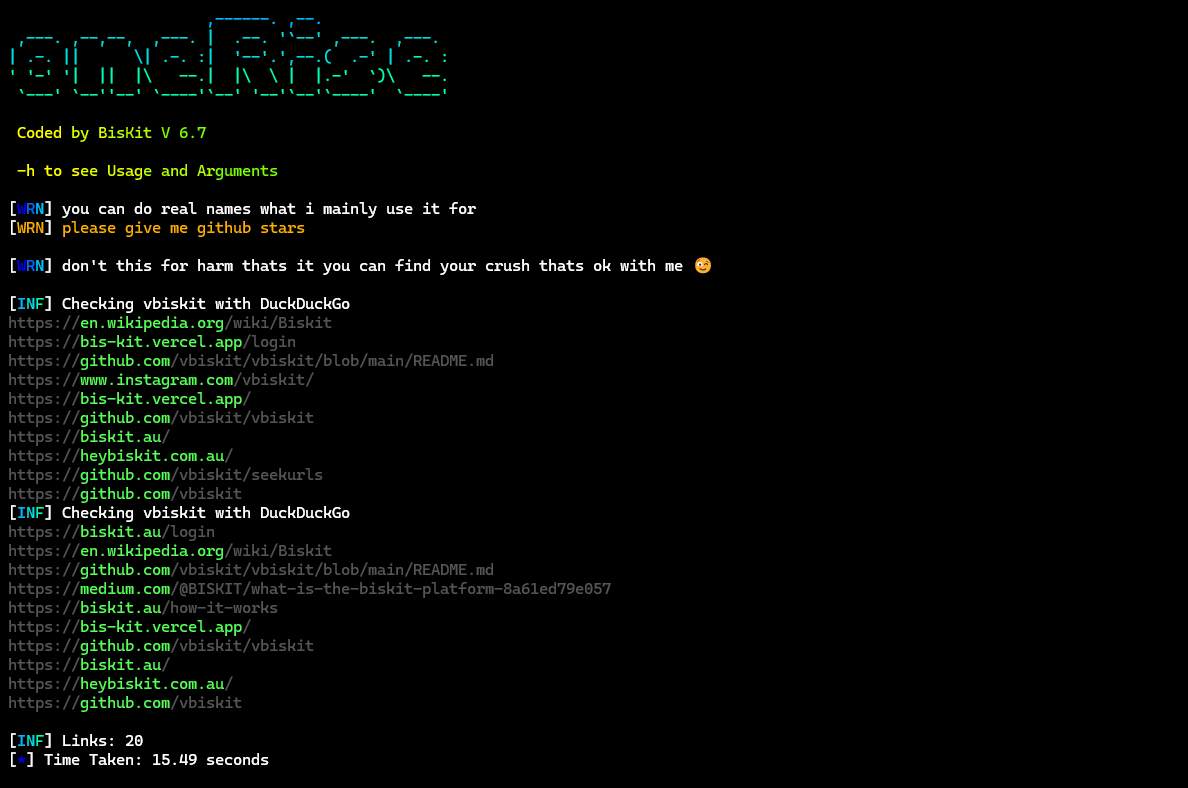 oneRise
Coded by BisKit V 6.7
-h to see Usage and Arguments
[WRN] you can do real names what i mainly use it for
[WRN] please give me github stars
[WRN] don't this for harm thats it you can find your crush thats ok with me 😉
[INF] Checking vbiskit with DuckDuckGo
https://en.wikipedia.org/wiki/Biskit
https://bis-kit.vercel.app/login
https://github.com/vbiskit/vbiskit/blob/main/README.md
https://www.instagram.com/vbiskit/
https://bis-kit.vercel.app/
https://github.com/vbiskit/vbiskit
https://biskit.au/
https://heybiskit.com.au/
https://github.com/vbiskit/seekurls
https://github.com/vbiskit
[INF] Checking vbiskit with DuckDuckGo
https://biskit.au/login
https://en.wikipedia.org/wiki/Biskit
https://github.com/vbiskit/vbiskit/blob/main/README.md
https://medium.com/@BISKIT/what-is-the-biskit-platform-8a61ed79e057
https://biskit.au/how-it-works
https://bis-kit.vercel.app/
https://github.com/vbiskit/vbiskit
https://biskit.au/
https://heybiskit.com.au/
https://github.com/vbiskit
[INF] Links: 20
[*] Time Taken: 15.49 seconds